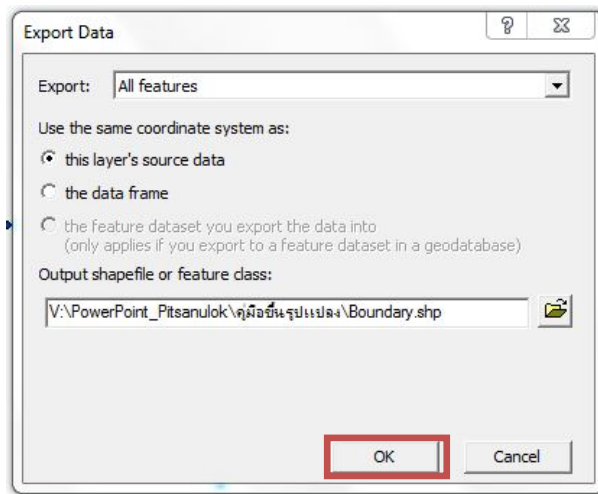 Export Data
Export: All features
Use the same coordinate system as:
this layer's source data
the data frame
the feature dataset you export the data into
(only applies if you export to a feature dataset in a geodatabase)
Output shapefile or feature class:
V:\PowerPoint_Pitsanulok\คู่มือขึ้นรูปแปลง\Boundary.shp
OK Cancel